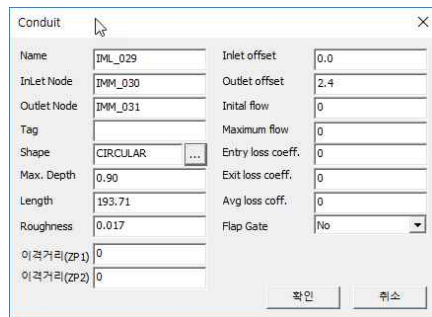 Conduit
Name IML_029
InLet Node IMM_030
Outlet Node IMM_031
Tag
Shape CIRCULAR ...
Max. Depth 0.90
Length 193.71
Roughness 0.017
이격거리(ZP1) 0
이격거리(ZP2) 0
Inlet offset 0.0
Outlet offset 2.4
Inital flow 0
Maximum flow 0
Entry loss coeff. 0
Exit loss coeff. 0
Avg loss coff. 0
Flap Gate No
확인 취소